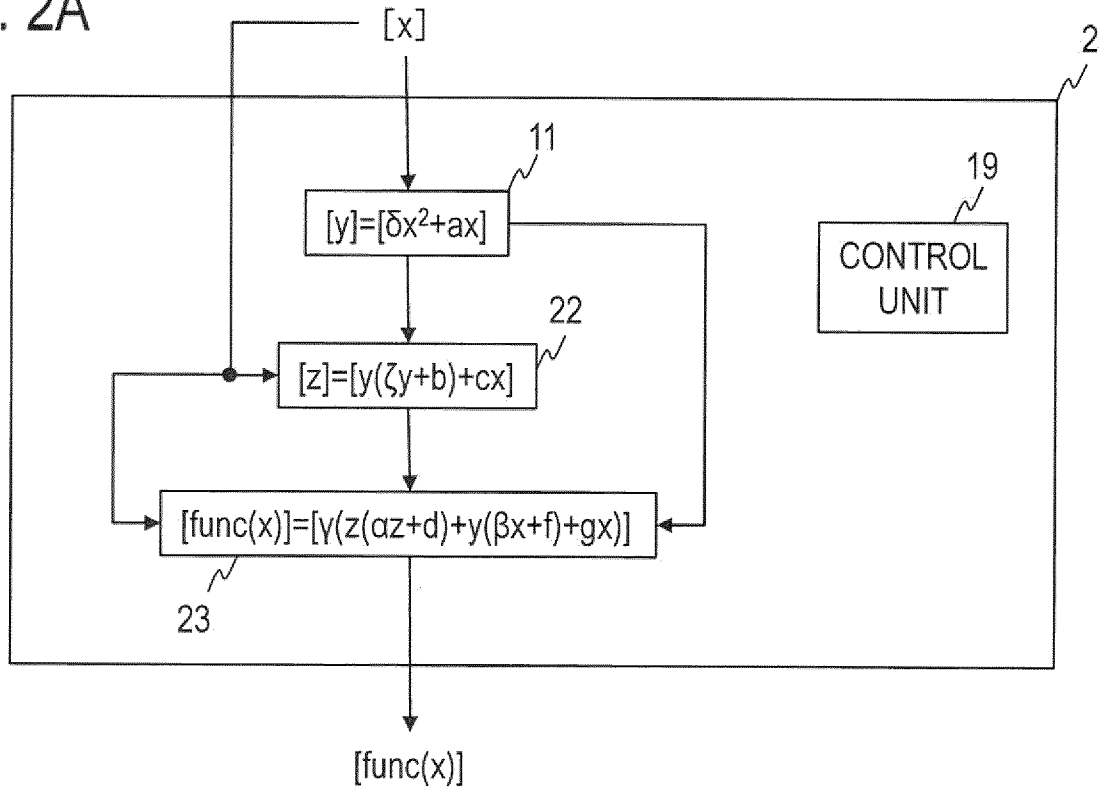 . 2A
[x]
2
11
[y]=[δx²+ax]
19
CONTROL
UNIT
22
[z]=[y(ζy+b)+cx]
[func(x)]=[γ(z(αz+d)+y(βx+f)+gx)]
23
[func(x)]